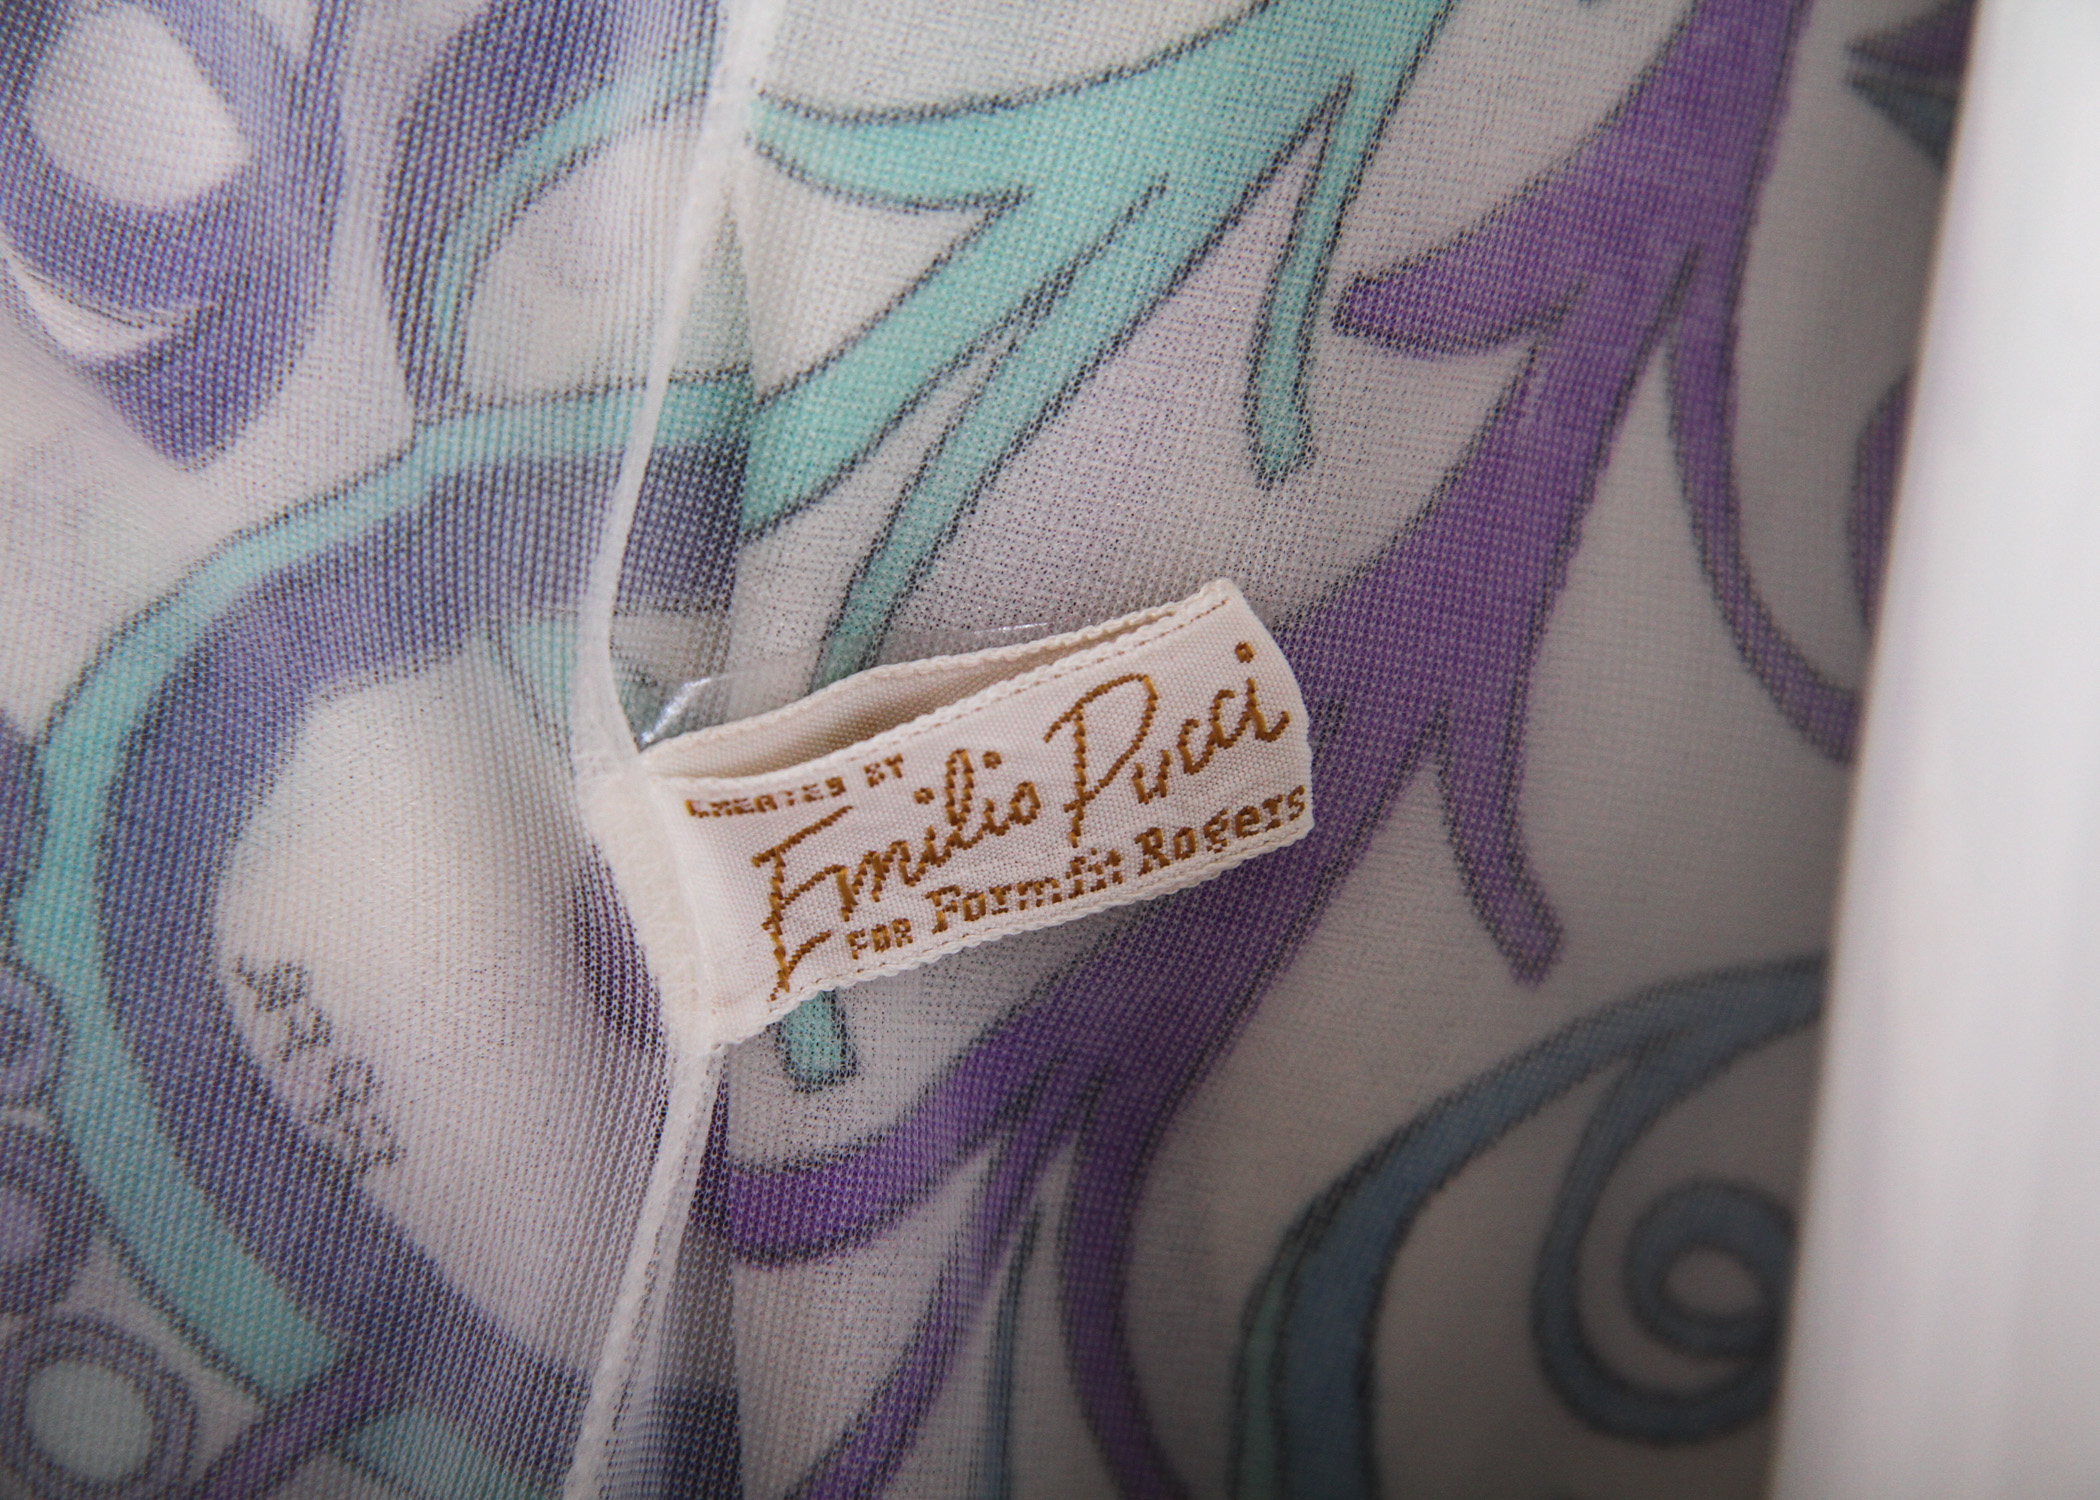 CREATED BY
Emilio Pucci
FOR Formfit Rogers